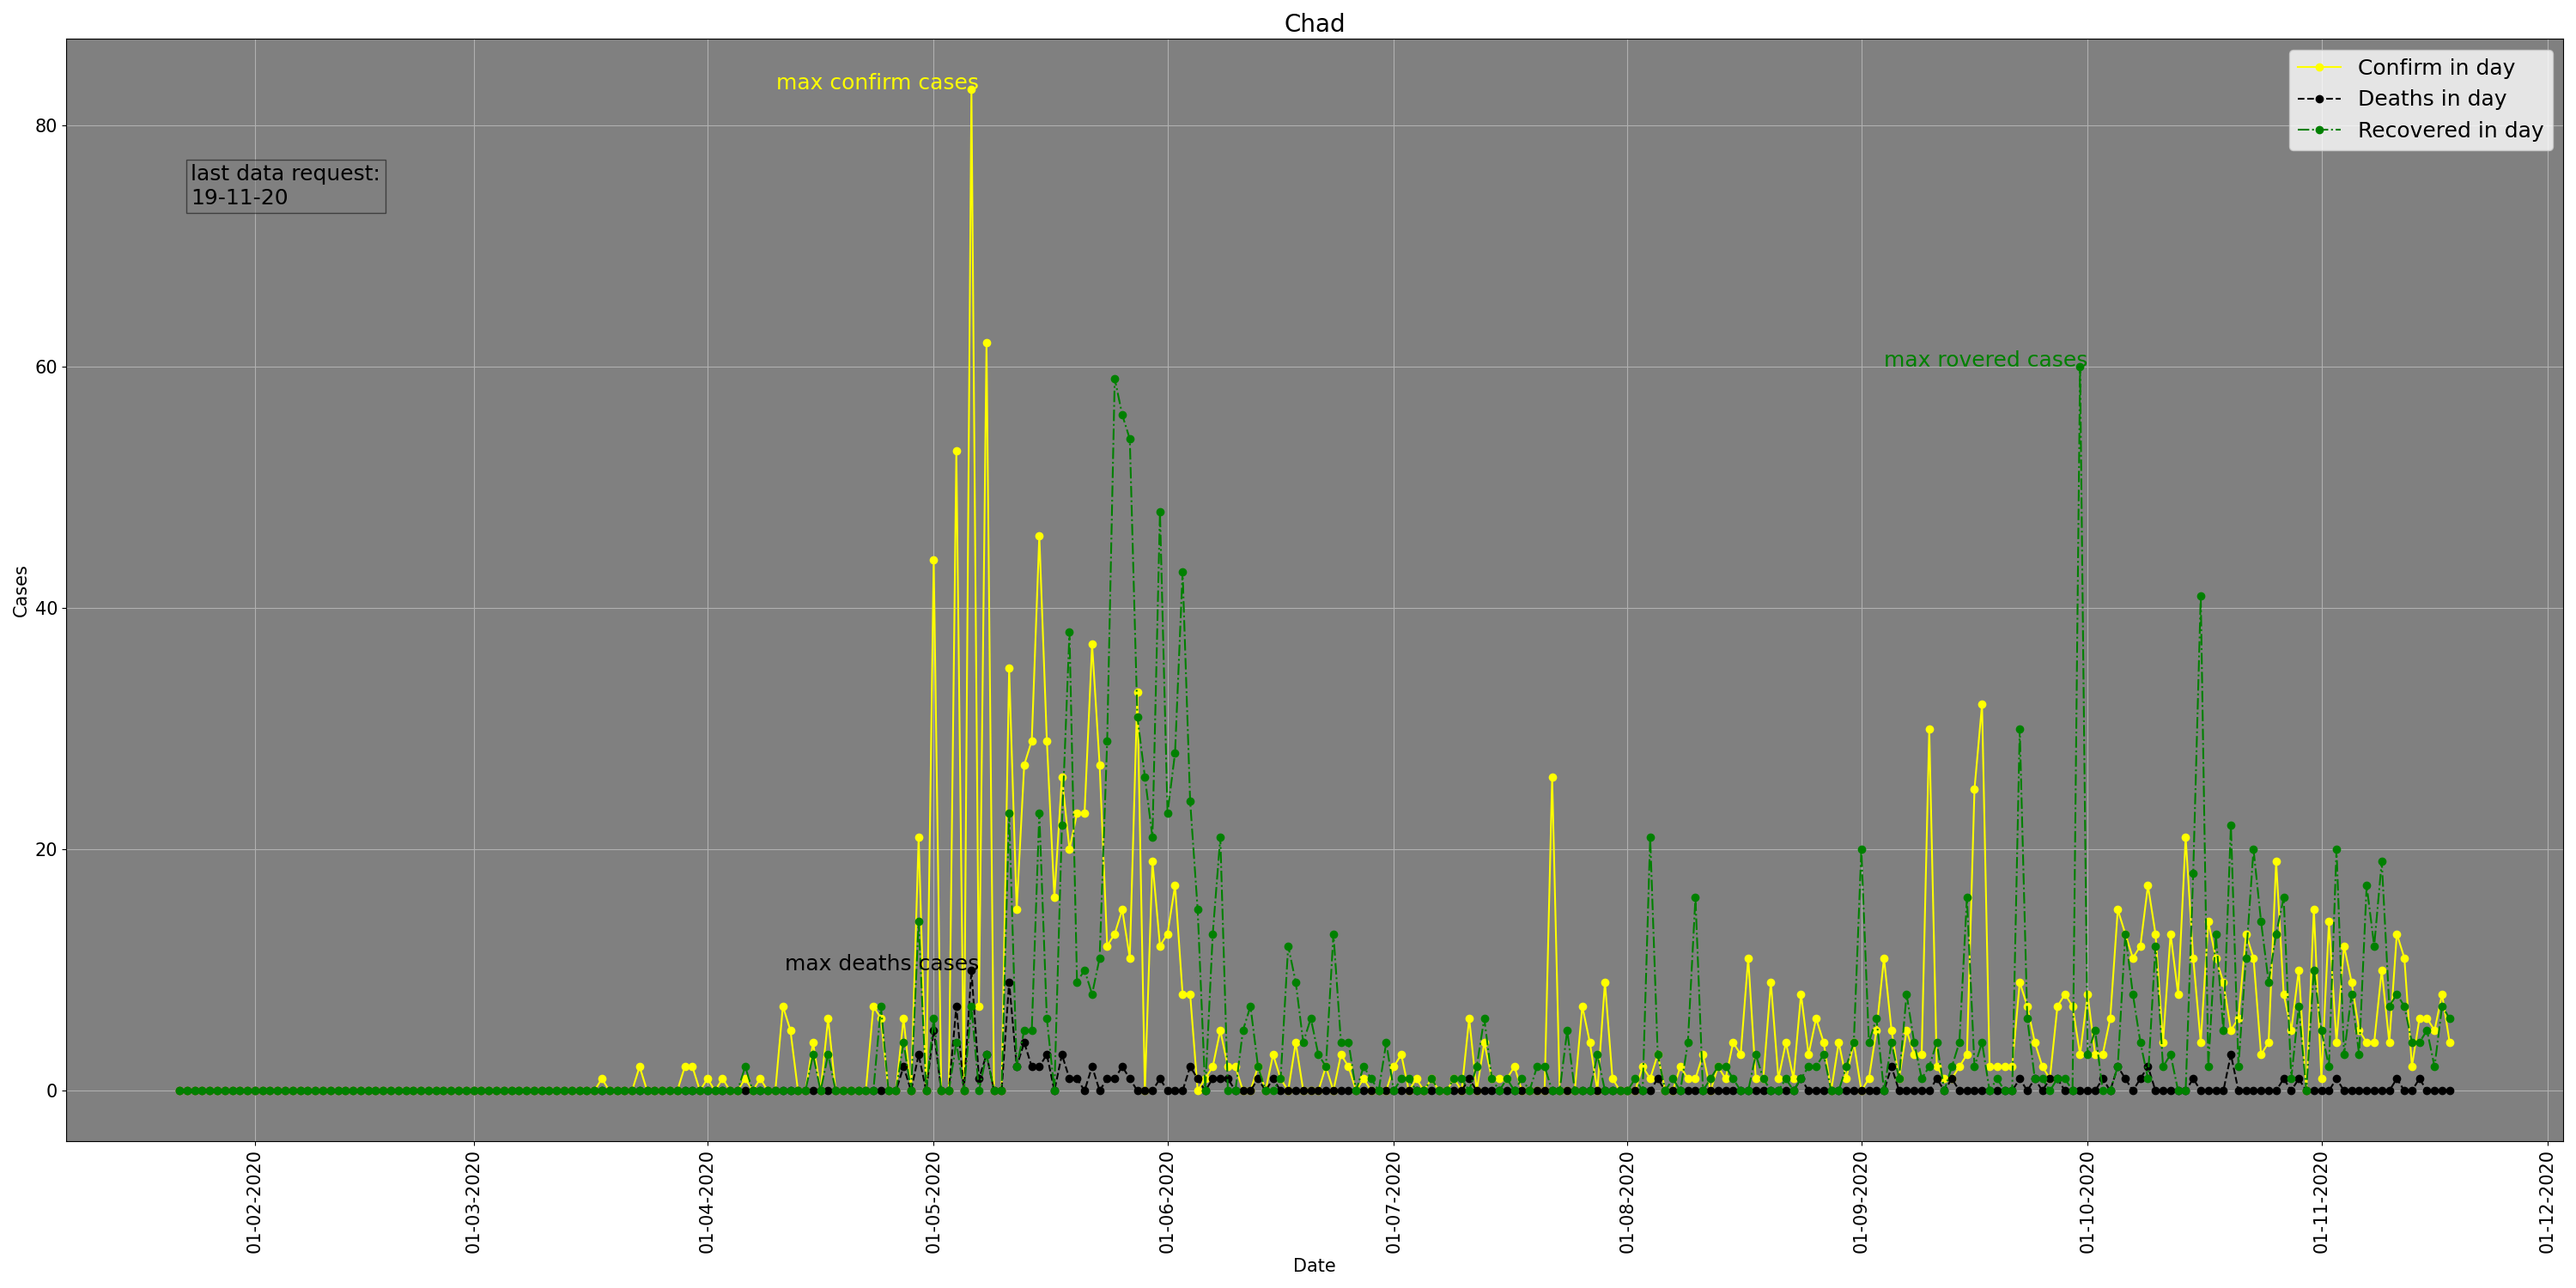 Chad
max confirm cases
Confirm in day
Deaths in day
Recovered in day
last data request:
19-11-20
max rovered cases
max deaths cases
Cases
80
60
40
20
0
01-02-2020
01-03-2020
01-04-2020
01-05-2020
01-06-2020
01-07-2020
01-08-2020
01-09-2020
01-10-2020
01-11-2020
01-12-2020
Date